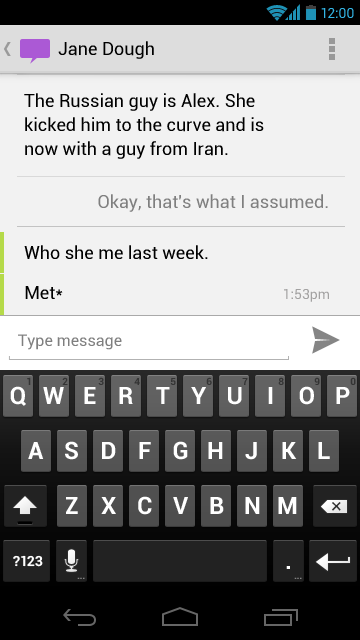 12:00
Jane Dough
The Russian guy is Alex. She
kicked him to the curve and is
now with a guy from Iran.
Okay, that's what I assumed.
Who she me last week.
Met*
1:53pm
Type message
1 2 3 4 5 6 7 8 9 0
Q W E R T Y U I O P
A S D F G H J K L
Z X C V B N M
?123 ... . ...